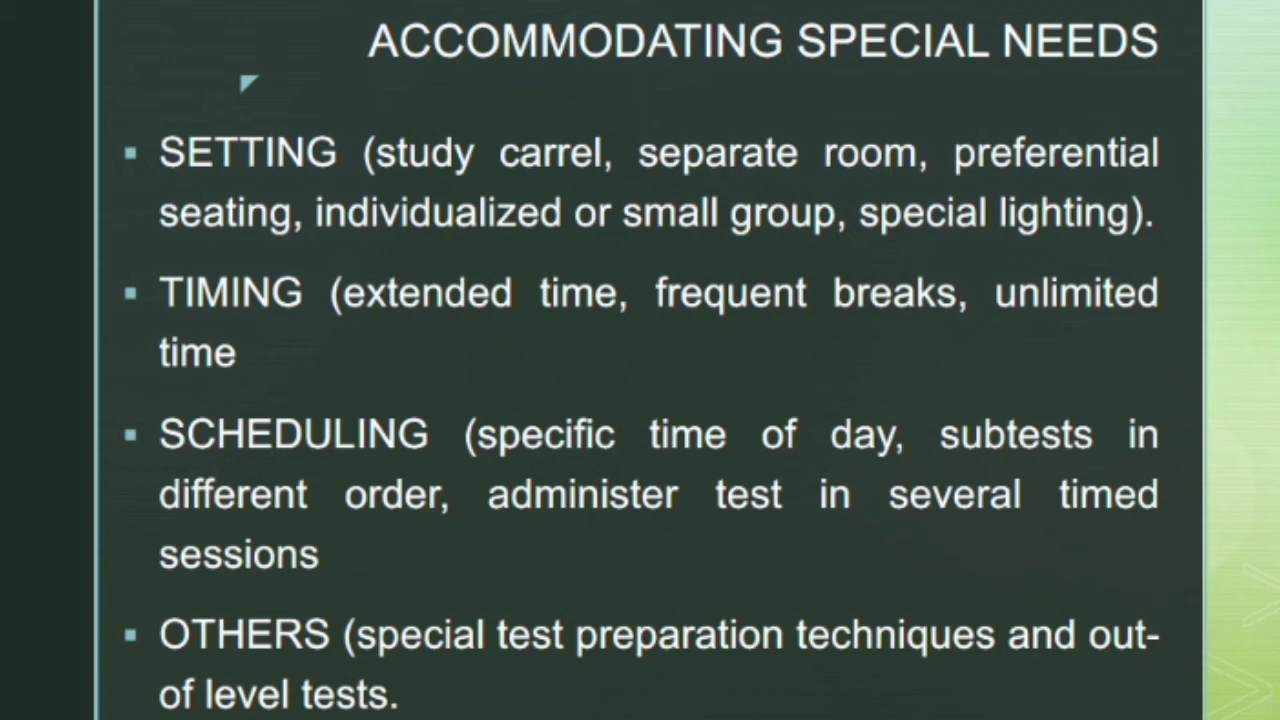 ACCOMMODATING SPECIAL NEEDS
▪ SETTING (study carrel, separate room, preferential
seating, individualized or small group, special lighting).
▪ TIMING (extended time, frequent breaks, unlimited
time
▪ SCHEDULING (specific time of day, subtests in
different order, administer test in several timed
sessions
▪ OTHERS (special test preparation techniques and out-
of level tests.